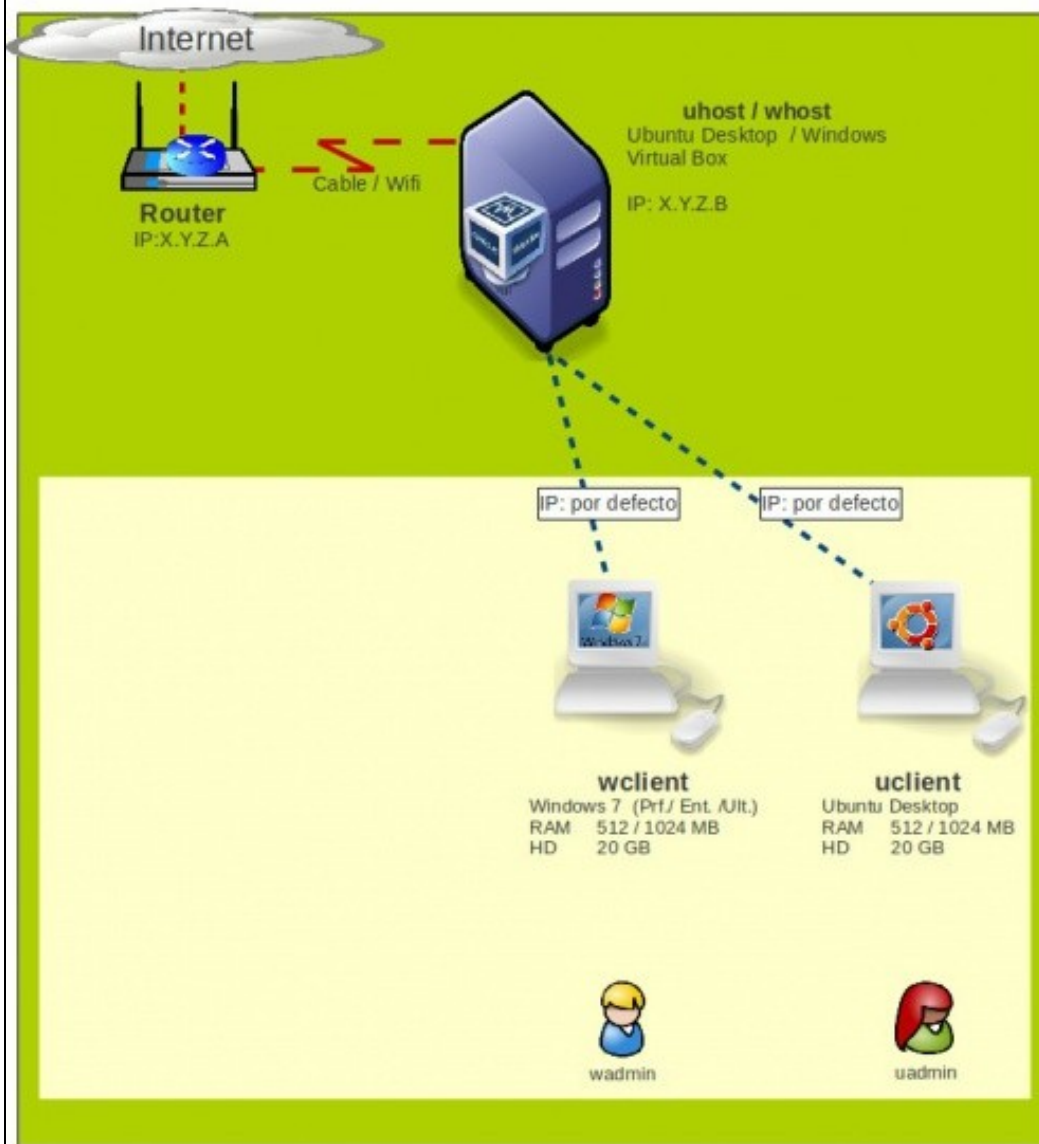 Internet
Cable / Wifi
Router
IP:X.Y.Z.A
uhost / whost
Ubuntu Desktop / Windows
Virtual Box
IP: X.Y.Z.B
IP: por defecto
IP: por defecto
Windows 7
wclient
Windows 7 (Prf./ Ent. /Ult.)
RAM 512 / 1024 MB
HD 20 GB
uclient
Ubuntu Desktop
RAM 512 / 1024 MB
HD 20 GB
wadmin
uadmin